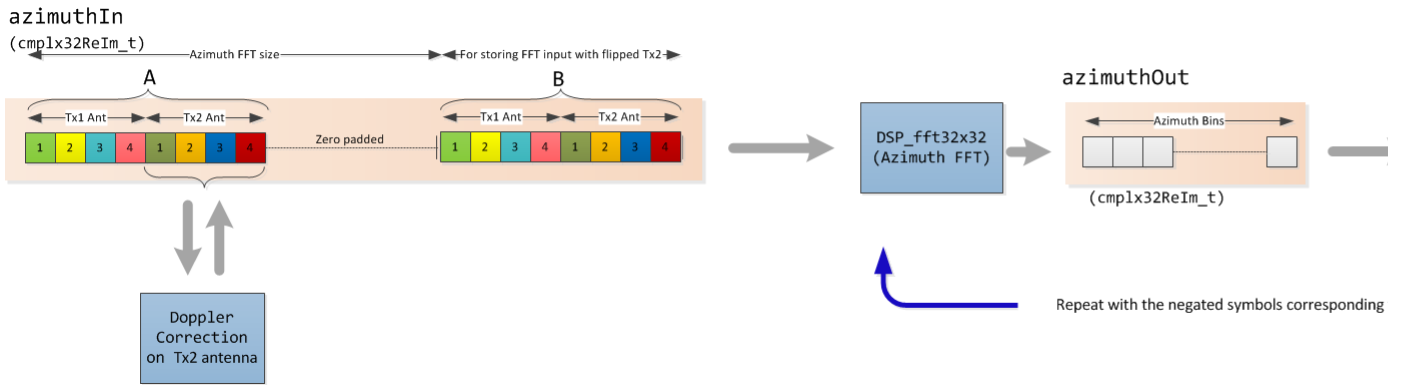 azimuthIn
(cmplx32ReIm_t)
Azimuth FFT size
For storing FFT input with flipped Tx2
A
B
Tx1 Ant
Tx2 Ant
Tx1 Ant
Tx2 Ant
1 2 3 4 1 2 3 4
Zero padded
1 2 3 4 1 2 3 4
Doppler
Correction
on Tx2 antenna
DSP_fft32x32
(Azimuth FFT)
azimuthOut
Azimuth Bins
(cmplx32ReIm_t)
Repeat with the negated symbols corresponding